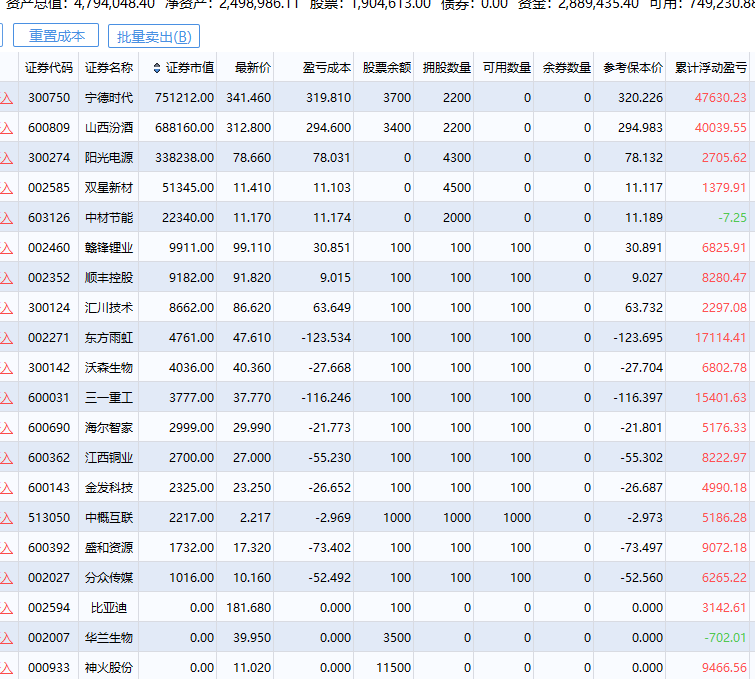 资产总值: 4,794,048.40 净资产: 2,498,986.11 股票: 1,904,613.00 债券: 0.00 资金: 2,889,435.40 可用: 749,230.88
重置成本 批量卖出(B)
证券代码 证券名称 证券市值 最新价 盈亏成本 股票余额 拥股数量 可用数量 余券数量 参考保本价 累计浮动盈亏
入 300750 宁德时代 751212.00 341.460 319.810 3700 2200 0 0 320.226 47630.23
入 600809 山西汾酒 688160.00 312.800 294.600 3400 2200 0 0 294.983 40039.55
入 300274 阳光电源 338238.00 78.660 78.031 0 4300 0 0 78.132 2705.62
入 002585 双星新材 51345.00 11.410 11.103 0 4500 0 0 11.117 1379.91
入 603126 中材节能 22340.00 11.170 11.174 0 2000 0 0 11.189 -7.25
入 002460 赣锋锂业 9911.00 99.110 30.851 100 100 100 0 30.891 6825.91
入 002352 顺丰控股 9182.00 91.820 9.015 100 100 100 0 9.027 8280.47
入 300124 汇川技术 8662.00 86.620 63.649 100 100 100 0 63.732 2297.08
入 002271 东方雨虹 4761.00 47.610 -123.534 100 100 100 0 -123.695 17114.41
入 300142 沃森生物 4036.00 40.360 -27.668 100 100 100 0 -27.704 6802.78
入 600031 三一重工 3777.00 37.770 -116.246 100 100 100 0 -116.397 15401.63
入 600690 海尔智家 2999.00 29.990 -21.773 100 100 100 0 -21.801 5176.33
入 600362 江西铜业 2700.00 27.000 -55.230 100 100 100 0 -55.302 8222.97
入 600143 金发科技 2325.00 23.250 -26.652 100 100 100 0 -26.687 4990.18
入 513050 中概互联 2217.00 2.217 -2.969 1000 1000 1000 0 -2.973 5186.28
入 600392 盛和资源 1732.00 17.320 -73.402 100 100 100 0 -73.497 9072.18
入 002027 分众传媒 1016.00 10.160 -52.492 100 100 100 0 -52.560 6265.22
入 002594 比亚迪 0.00 181.680 0.000 100 0 0 0 0.000 3142.61
入 002007 华兰生物 0.00 39.950 0.000 3500 0 0 0 0.000 -702.01
入 000933 神火股份 0.00 11.020 0.000 11500 0 0 0 0.000 9466.56